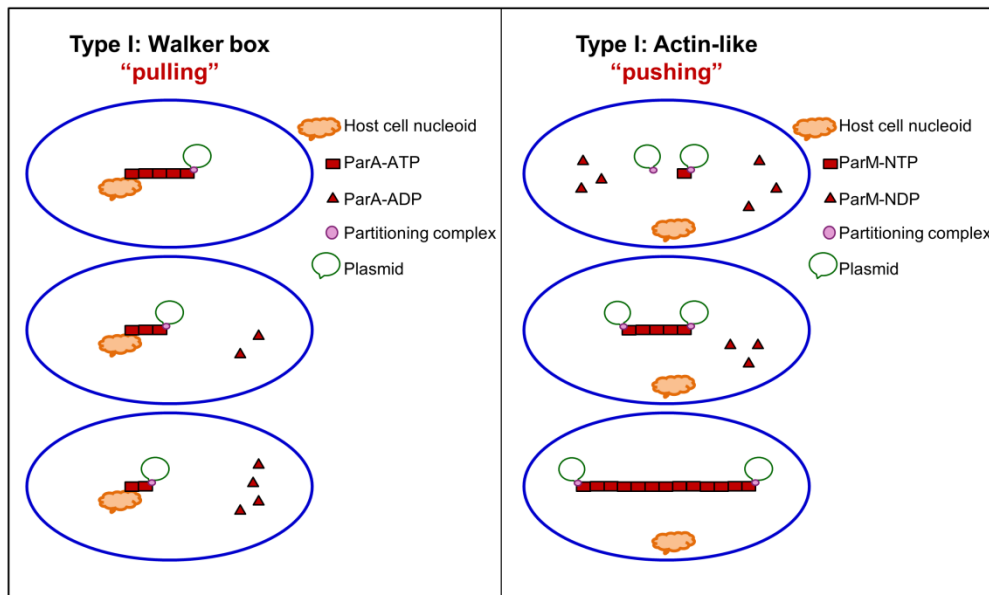 Type I: Walker box
“pulling”
Host cell nucleoid
ParA-ATP
ParA-ADP
Partitioning complex
Plasmid
Type I: Actin-like
“pushing”
Host cell nucleoid
ParM-NTP
ParM-NDP
Partitioning complex
Plasmid